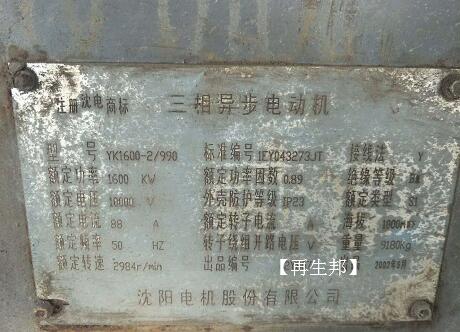 注册 沈电 商标 三相异步电动机
型号 YK1600-2/990 标准编号 1EY043273JT 接线法 Y
额定功率 1600 KW 额定功率因数 0.89 绝缘等级
额定电压 10000 V 外壳防护等级 IP23 额定类型 S1
额定电流 88 A 额定转子电流 A 海拔 1000m
额定频率 50 HZ 转子绕组开路电压 V 重量 9180Kg
额定转速 2984r/min 出品编号 【再生邦】 2002年6月
沈阳电机股份有限公司